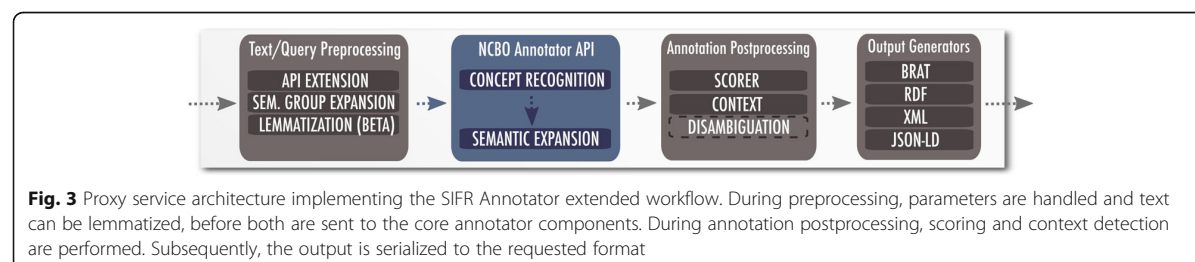 Text/Query Preprocessing
API EXTENSION
SEM. GROUP EXPANSION
LEMMATIZATION (BETA)
NCBO Annotator API
CONCEPT RECOGNITION
SEMANTIC EXPANSION
Annotation Postprocessing
SCORER
CONTEXT
DISAMBIGUATION
Output Generators
BRAT
RDF
XML
JSON-LD
Fig. 3 Proxy service architecture implementing the SIFR Annotator extended workflow. During preprocessing, parameters are handled and text
can be lemmatized, before both are sent to the core annotator components. During annotation postprocessing, scoring and context detection
are performed. Subsequently, the output is serialized to the requested format